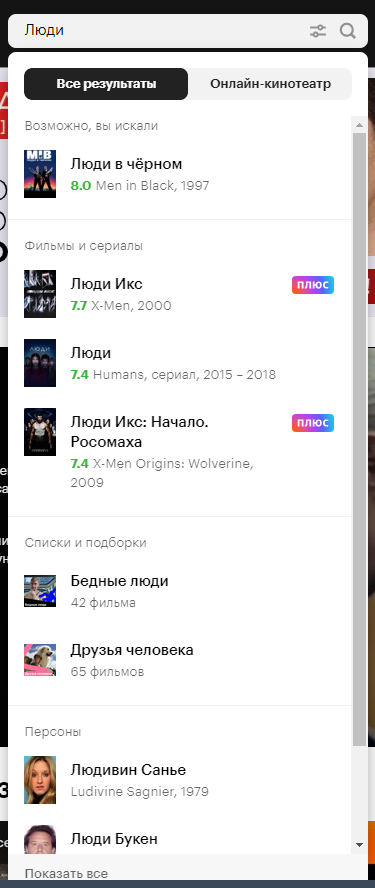 Люди
Все результаты
Онлайн-кинотеатр
Возможно, вы искали
Люди в чёрном
8.0 Men in Black, 1997
Фильмы и сериалы
Люди Икс
ПЛЮС
7.7 X-Men, 2000
Люди
7.4 Humans, сериал, 2015 – 2018
Люди Икс: Начало.
ПЛЮС
Росомаха
7.4 X-Men Origins: Wolverine,
2009
Списки и подборки
Бедные люди
42 фильма
Друзья человека
65 фильмов
Персоны
Людивин Санье
Ludivine Sagnier, 1979
Люди Букен
Показать все